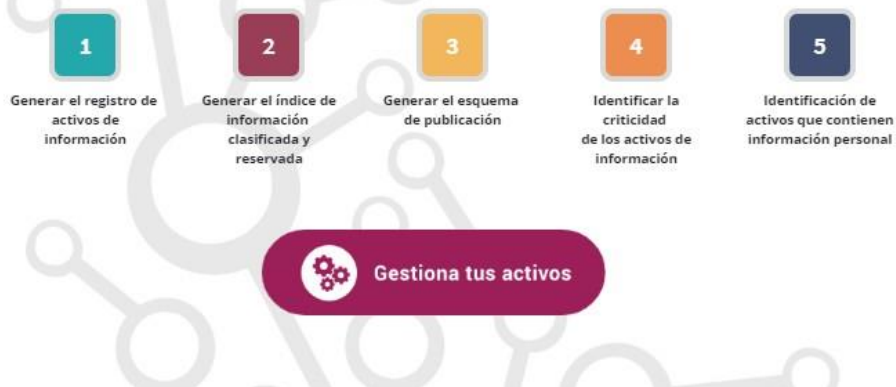 1
Generar el registro de
activos de
información
2
Generar el índice de
información
clasificada y
reservada
3
Generar el esquema
de publicación
4
Identificar la
criticidad
de los activos de
información
5
Identificación de
activos que contienen
información personal
Gestiona tus activos